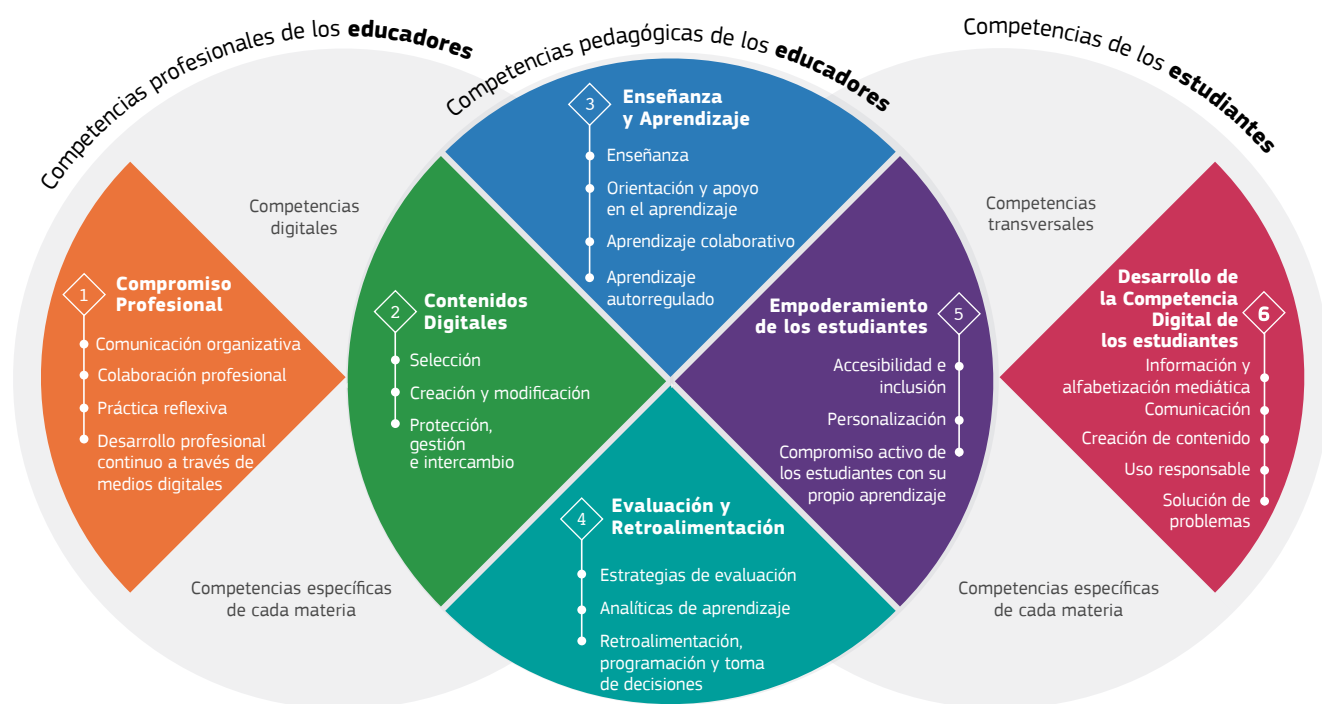 Competencias profesionales de los educadores
Competencias pedagógicas de los educadores
Competencias de los estudiantes
Competencias
digitales
1
Compromiso
Profesional
Comunicación organizativa
Colaboración profesional
Práctica reflexiva
Desarrollo profesional
continuo a través de
medios digitales
Competencias específicas
de cada materia
2
Contenidos
Digitales
Selección
Creación y modificación
Protección,
gestión
e intercambio
3
Enseñanza
y Aprendizaje
Enseñanza
Orientación y apoyo
en el aprendizaje
Aprendizaje colaborativo
Aprendizaje
autorregulado
4
Evaluación y
Retroalimentación
Estrategias de evaluación
Analíticas de aprendizaje
Retroalimentación,
programación y toma
de decisiones
5
Empoderamiento
de los estudiantes
Accesibilidad e
inclusión
Personalización
Compromiso activo de
los estudiantes con su
propio aprendizaje
Competencias
transversales
6
Desarrollo de
la Competencia
Digital de
los estudiantes
Información y
alfabetización mediática
Comunicación
Creación de contenido
Uso responsable
Solución de
problemas
Competencias específicas
de cada materia